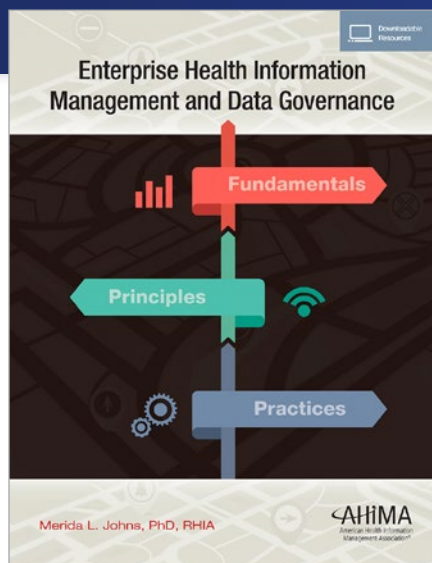 Downloadable
Resources
Enterprise Health Information
Management and Data Governance
Fundamentals
Principles
Practices
Merida L. Johns, PhD, RHIA
AHiMA
American Health Information
Management Association®